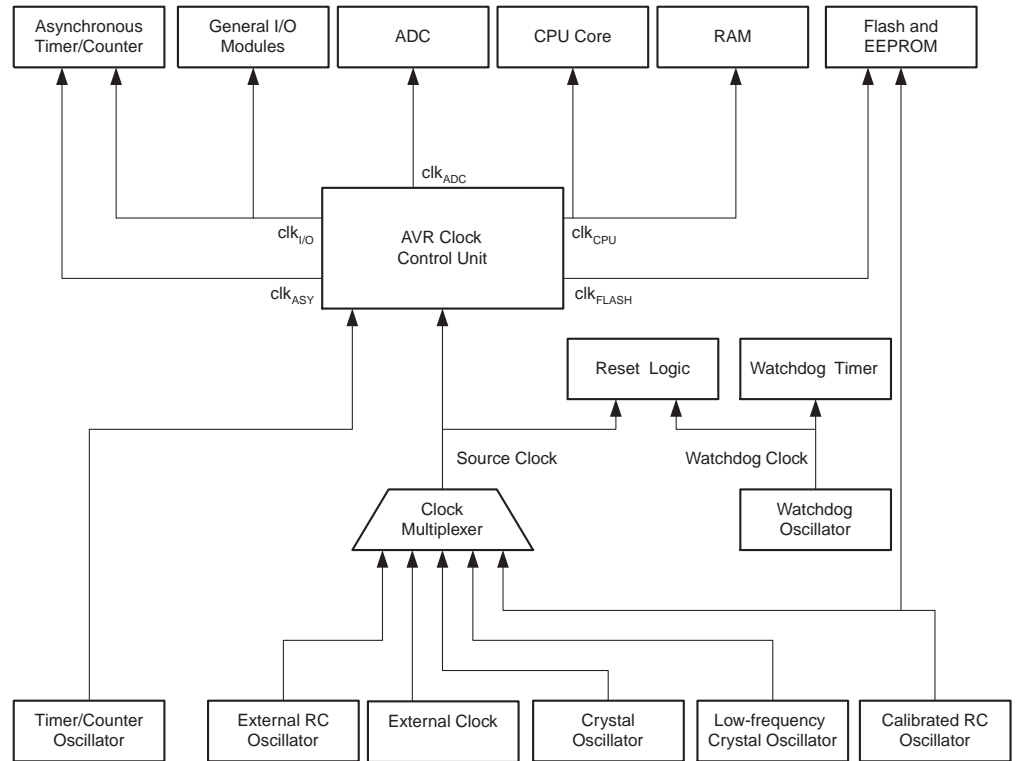 Asynchronous
Timer/Counter
General I/O
Modules
ADC
CPU Core
RAM
Flash and
EEPROM
clkADC
clkI/O
AVR Clock
Control Unit
clkCPU
clkASY
clkFLASH
Reset Logic
Watchdog Timer
Source Clock
Watchdog Clock
Clock
Multiplexer
Watchdog
Oscillator
Timer/Counter
Oscillator
External RC
Oscillator
External Clock
Crystal
Oscillator
Low-frequency
Crystal Oscillator
Calibrated RC
Oscillator